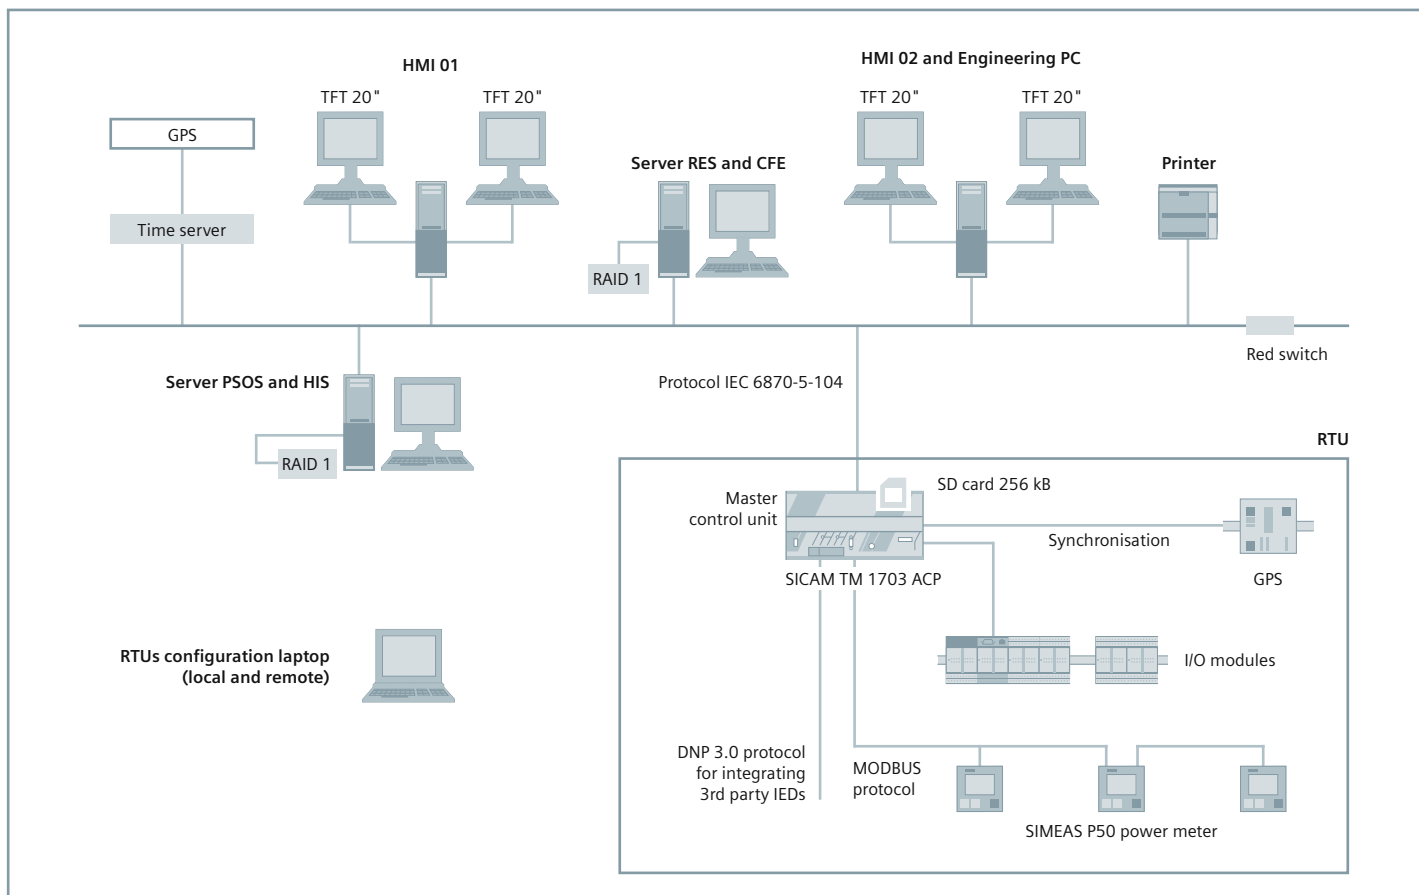 HMI 01
HMI 02 and Engineering PC
TFT 20"
TFT 20"
TFT 20"
TFT 20"
GPS
Server RES and CFE
Printer
Time server
RAID 1
Red switch
Server PSOS and HIS
Protocol IEC 6870-5-104
RAID 1
RTU
Master
control unit
SD card 256 kB
Synchronisation
SICAM TM 1703 ACP
GPS
RTUs configuration laptop
(local and remote)
I/O modules
DNP 3.0 protocol
for integrating
3rd party IEDs
MODBUS
protocol
SIMEAS P50 power meter